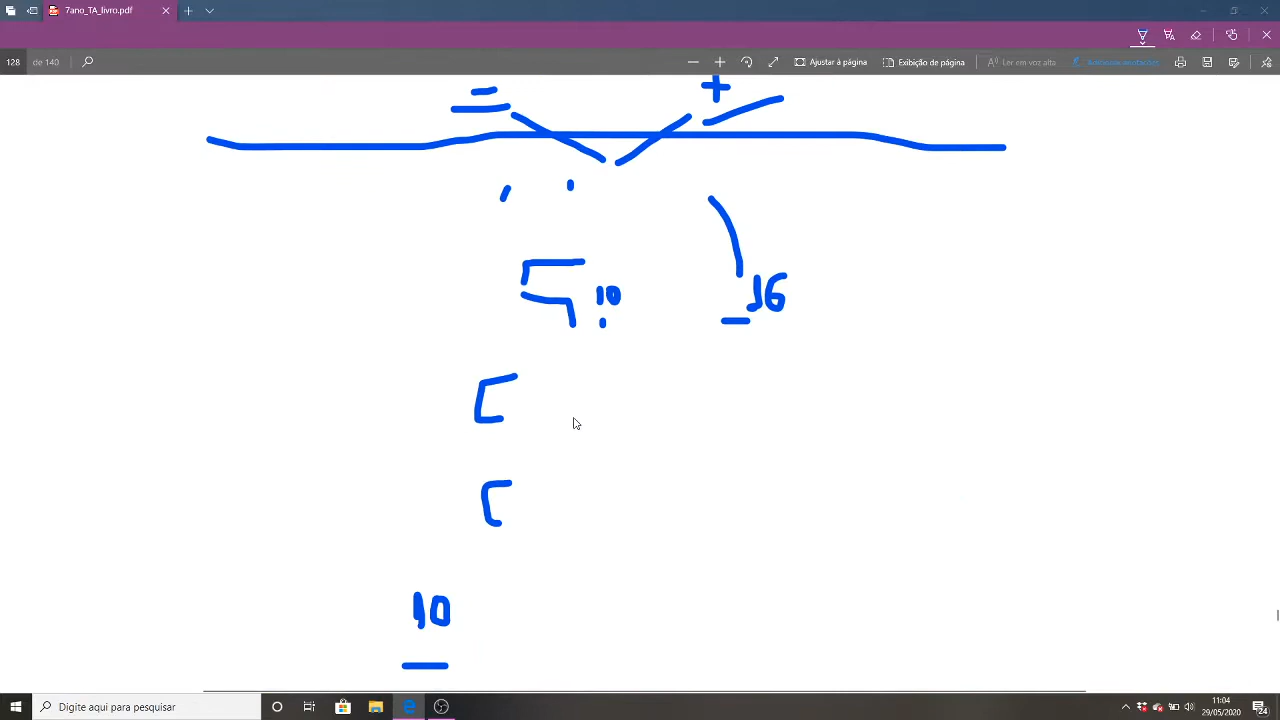 7ano_TA_livro.pdf
128 de 140
Ajustar à página
Exibição de página
Ler em voz alta
+
10
16
10
Digite aqui para pesquisar
11:04
29/05/2020